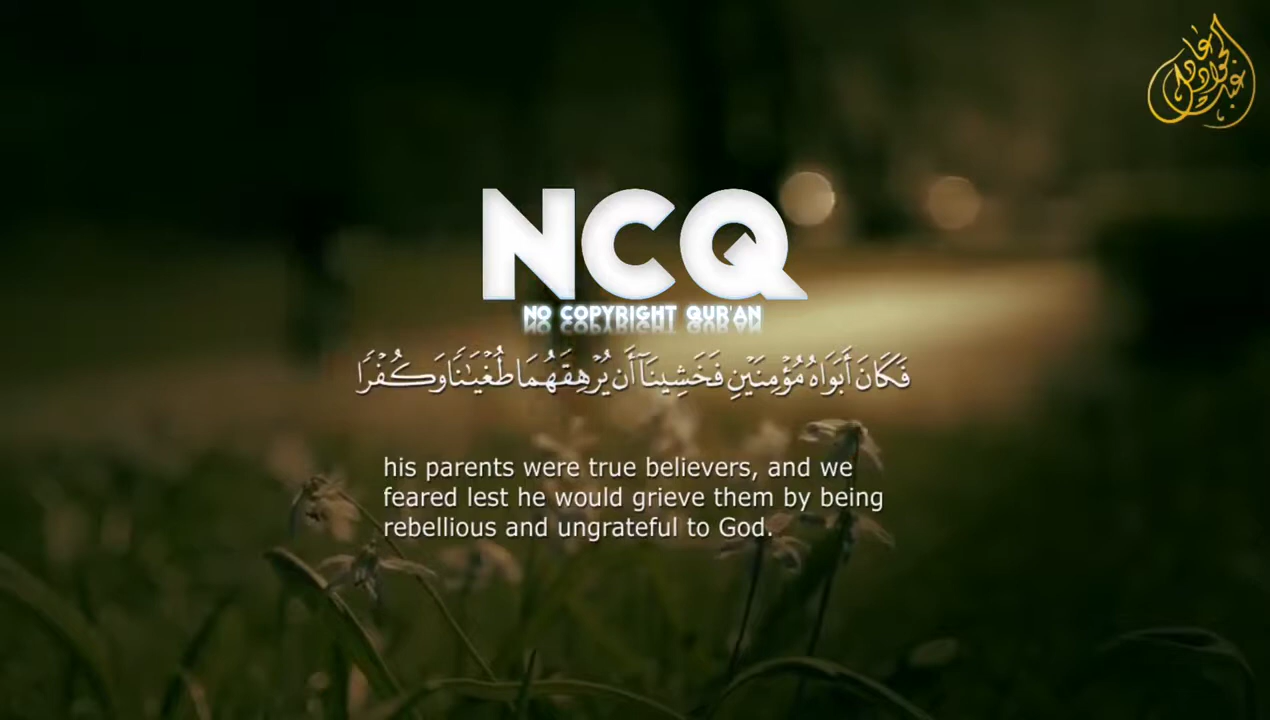 NCQ
NO COPYRIGHT QUR'AN
فَكَانَ أَبَوَاهُ مُؤْمِنَيْنِ فَخَشِينَآ أَن يُرْهِقَهُمَا طُغْيَٰنًا وَكُفْرًا
his parents were true believers, and we
feared lest he would grieve them by being
rebellious and ungrateful to God.